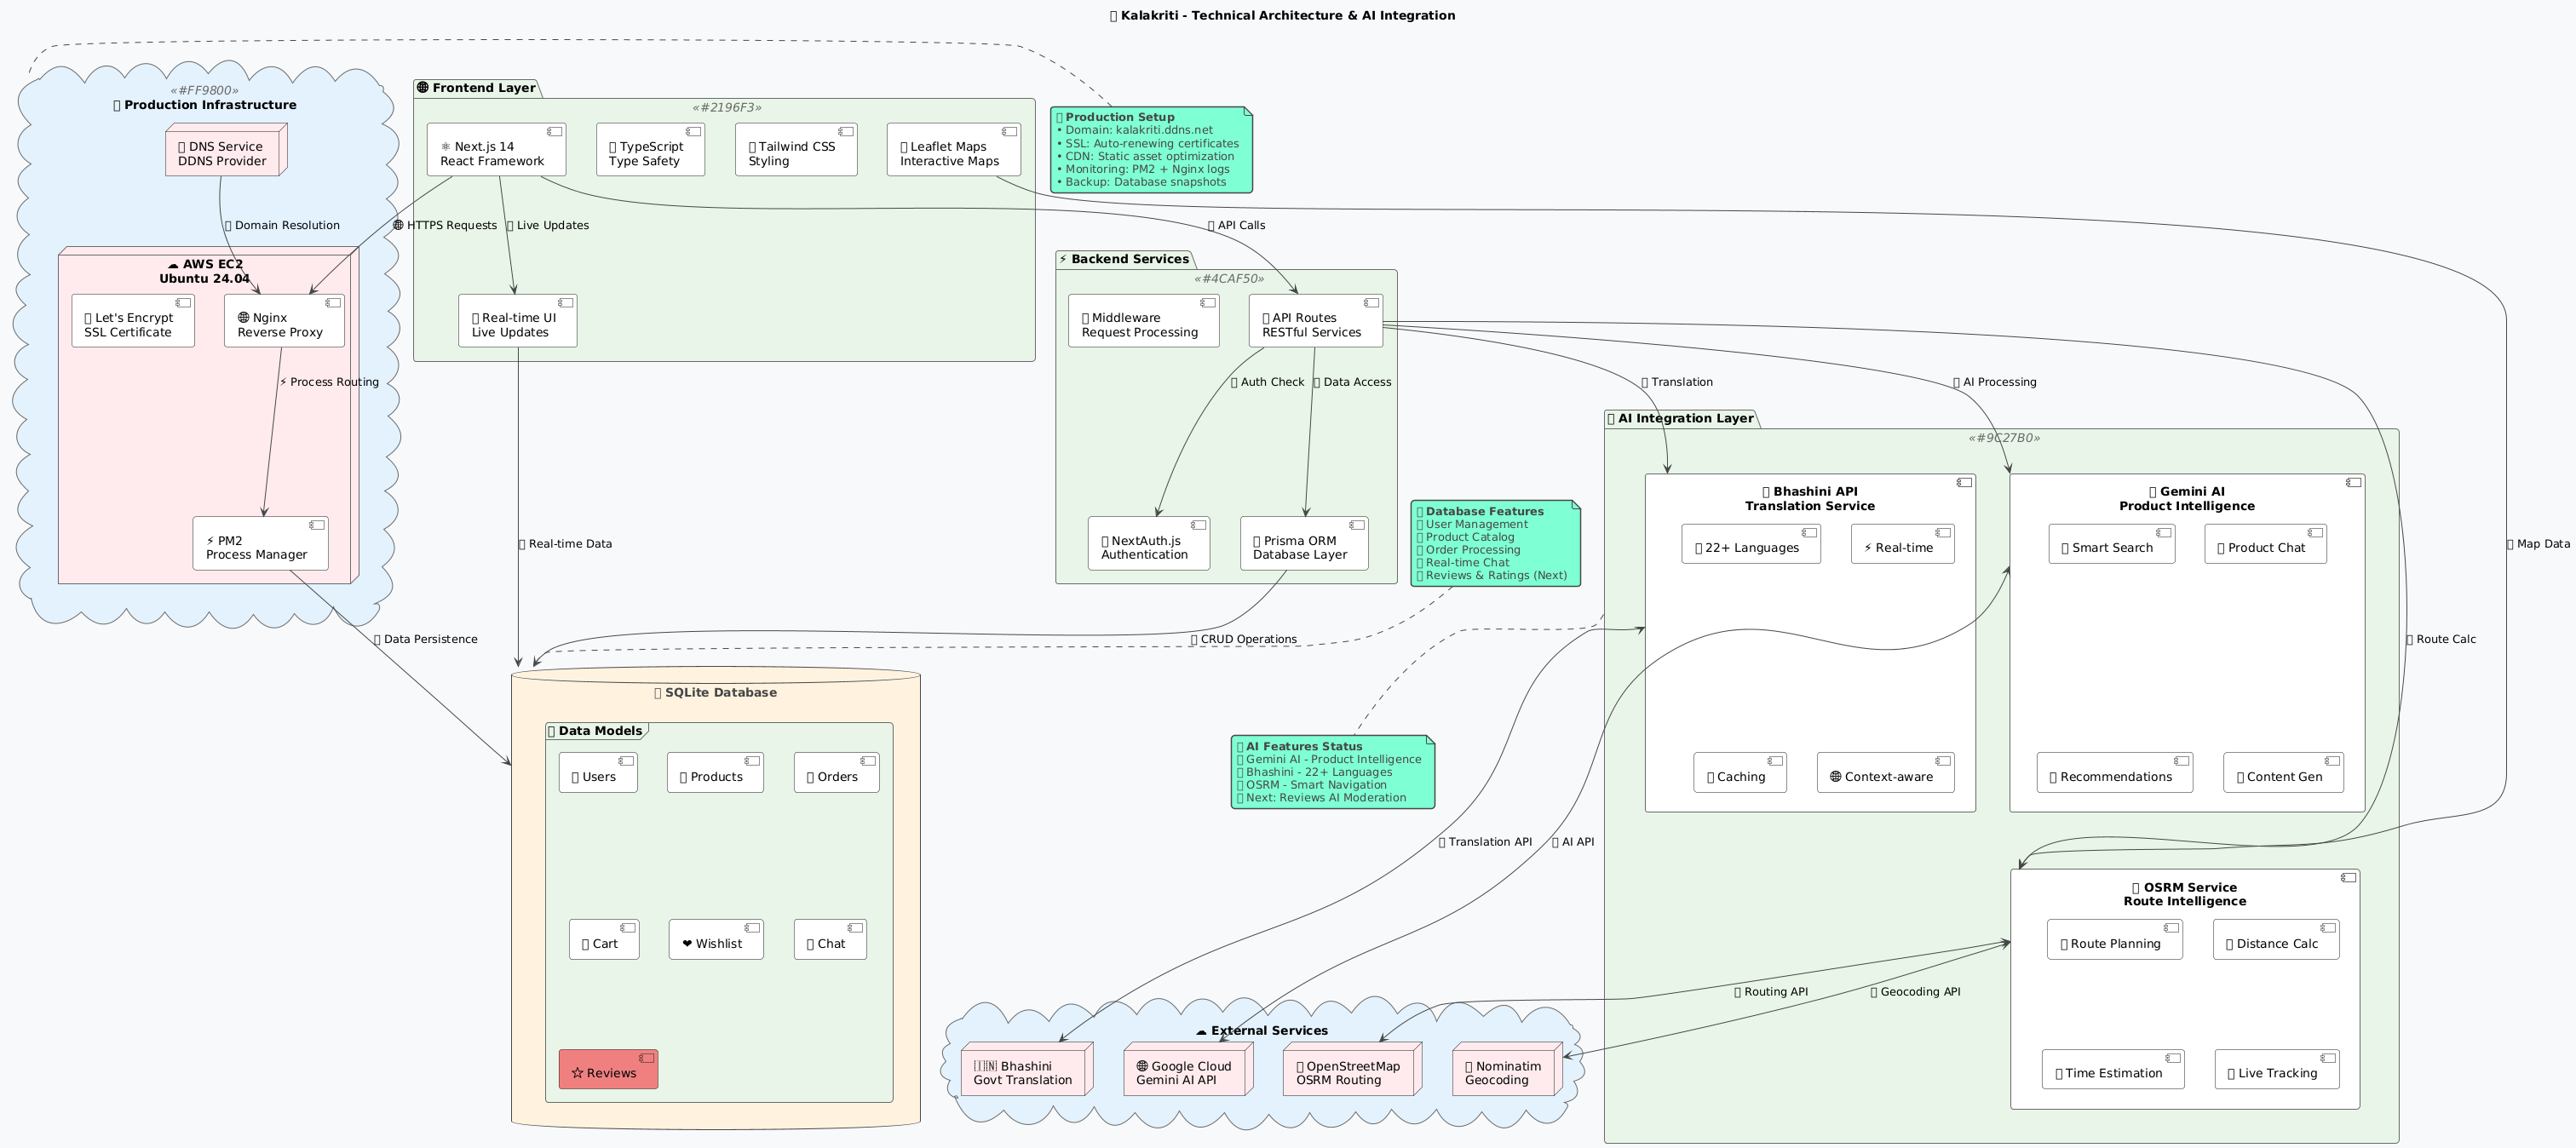 Kalakriti - Technical Architecture & AI Integration
«#FF9800»
Production Infrastructure
DNS Service
DDNS Provider
Domain Resolution
☁ AWS EC2
Ubuntu 24.04
Let's Encrypt
SSL Certificate
🌐 Nginx
Reverse Proxy
⚡ Process Routing
⚡ PM2
Process Manager
Data Persistence
🌐 Frontend Layer
«#2196F3»
⚛ Next.js 14
React Framework
TypeScript
Type Safety
Tailwind CSS
Styling
Leaflet Maps
Interactive Maps
🌐 HTTPS Requests
Live Updates
Real-time UI
Live Updates
Real-time Data
Production Setup
• Domain: kalakriti.ddns.net
• SSL: Auto-renewing certificates
• CDN: Static asset optimization
• Monitoring: PM2 + Nginx logs
• Backup: Database snapshots
API Calls
⚡ Backend Services
«#4CAF50»
Middleware
Request Processing
API Routes
RESTful Services
Auth Check
Data Access
NextAuth.js
Authentication
Prisma ORM
Database Layer
CRUD Operations
Database Features
User Management
Product Catalog
Order Processing
Real-time Chat
Reviews & Ratings (Next)
Translation
AI Processing
Map Data
Route Calc
AI Integration Layer
«#9C27B0»
Bhashini API
Translation Service
22+ Languages
⚡ Real-time
Caching
🌐 Context-aware
Gemini AI
Product Intelligence
Smart Search
Product Chat
Recommendations
Content Gen
OSRM Service
Route Intelligence
Route Planning
Distance Calc
Time Estimation
Live Tracking
AI Features Status
Gemini AI - Product Intelligence
Bhashini - 22+ Languages
OSRM - Smart Navigation
Next: Reviews AI Moderation
SQLite Database
Data Models
Users
Products
Orders
Cart
❤ Wishlist
Chat
☆ Reviews
Translation API
AI API
Routing API
Geocoding API
☁ External Services
🇮🇳 Bhashini
Govt Translation
🌐 Google Cloud
Gemini AI API
OpenStreetMap
OSRM Routing
Nominatim
Geocoding